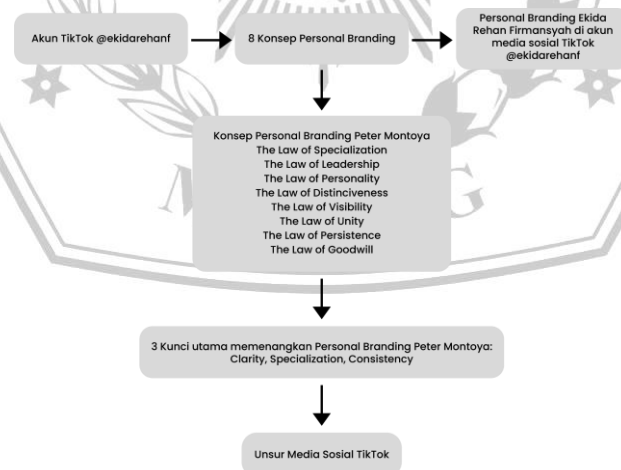 Akun TikTok @ekidarehanf
8 Konsep Personal Branding
Personal Branding Ekida
Rehan Firmansyah di akun
media sosial TikTok
@ekidarehanf
Konsep Personal Branding Peter Montoya
The Law of Specialization
The Law of Leadership
The Law of Personality
The Law of Distinciveness
The Law of Visibility
The Law of Unity
The Law of Persistence
The Law of Goodwill
3 Kunci utama memenangkan Personal Branding Peter Montoya:
Clarity, Specialization, Consistency
Unsur Media Sosial TikTok